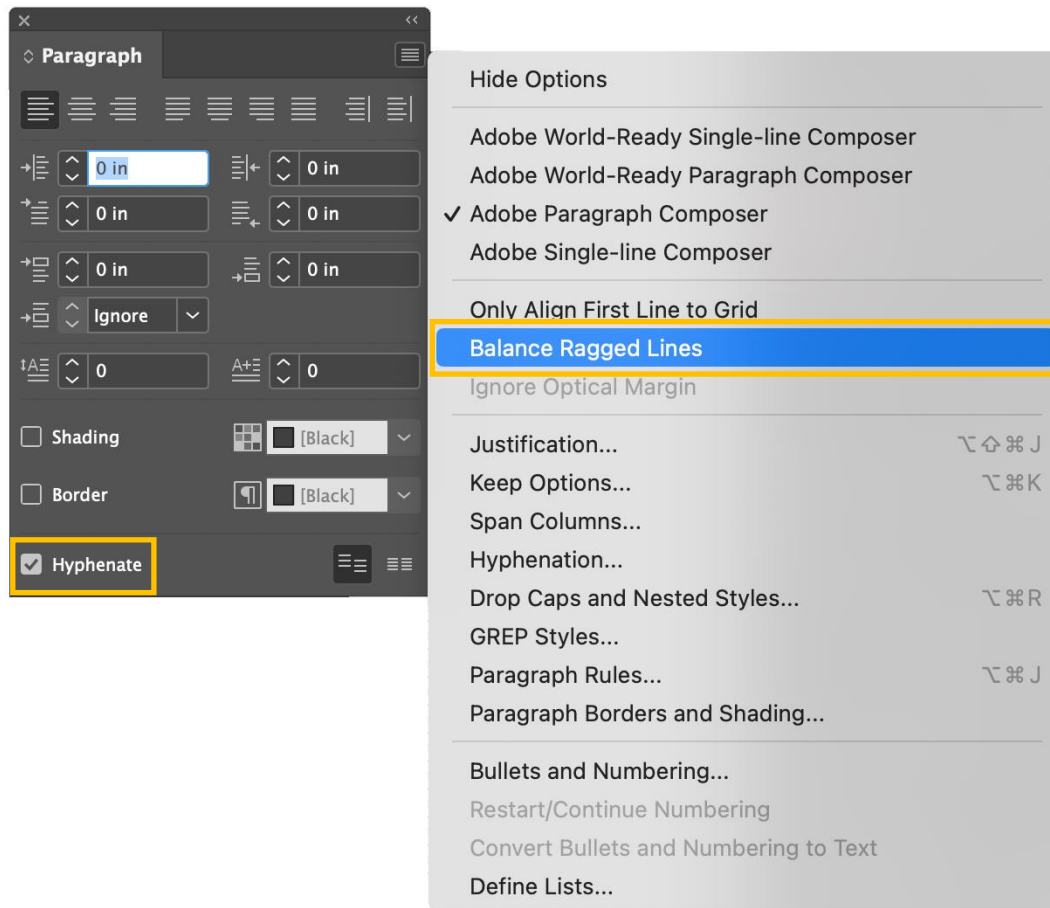 Paragraph
0 in
0 in
0 in
0 in
0 in
0 in
Ignore
0
0
Shading
[Black]
Border
[Black]
Hyphenate
Hide Options
Adobe World-Ready Single-line Composer
Adobe World-Ready Paragraph Composer
✓ Adobe Paragraph Composer
Adobe Single-line Composer
Only Align First Line to Grid
Balance Ragged Lines
Ignore Optical Margin
Justification... ⌥⇧⌘J
Keep Options... ⌥⌘K
Span Columns...
Hyphenation...
Drop Caps and Nested Styles... ⌥⌘R
GREP Styles...
Paragraph Rules... ⌥⌘J
Paragraph Borders and Shading...
Bullets and Numbering...
Restart/Continue Numbering
Convert Bullets and Numbering to Text
Define Lists...